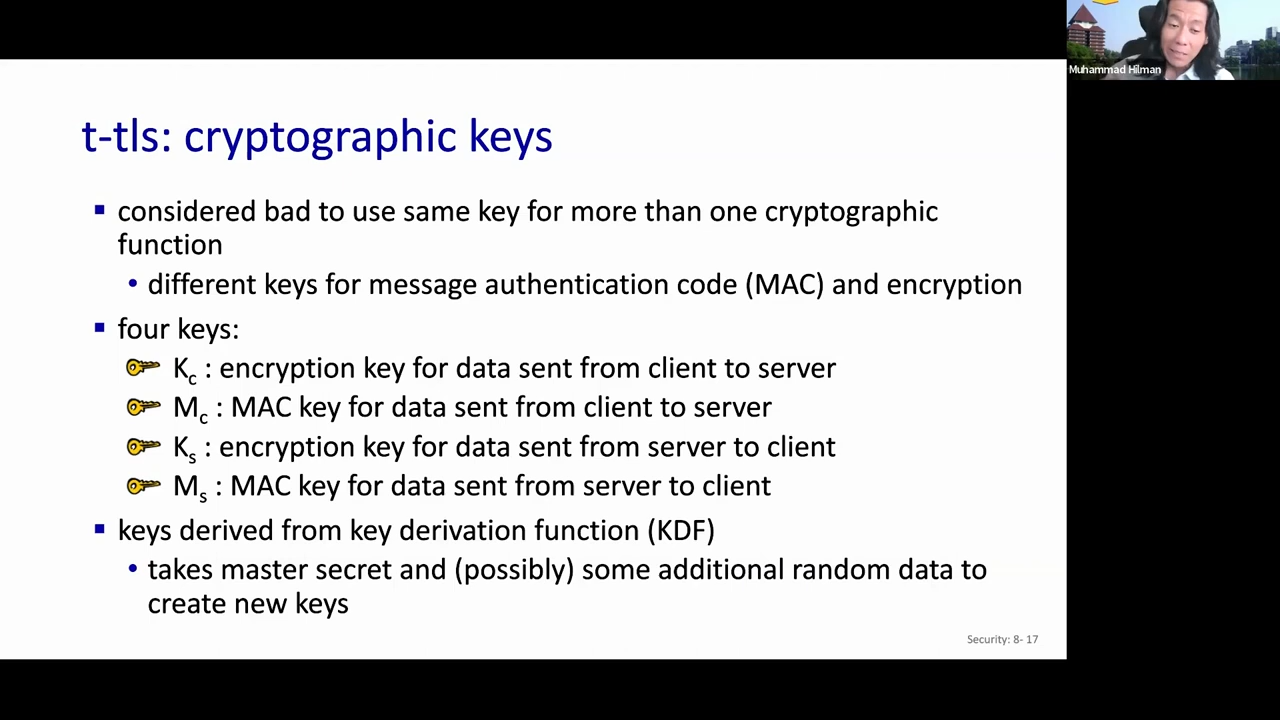 Muhammad Hilman
t-tls: cryptographic keys
▪ considered bad to use same key for more than one cryptographic
function
• different keys for message authentication code (MAC) and encryption
▪ four keys:
Kc : encryption key for data sent from client to server
Mc : MAC key for data sent from client to server
Ks : encryption key for data sent from server to client
Ms : MAC key for data sent from server to client
▪ keys derived from key derivation function (KDF)
• takes master secret and (possibly) some additional random data to
create new keys
Security: 8- 17